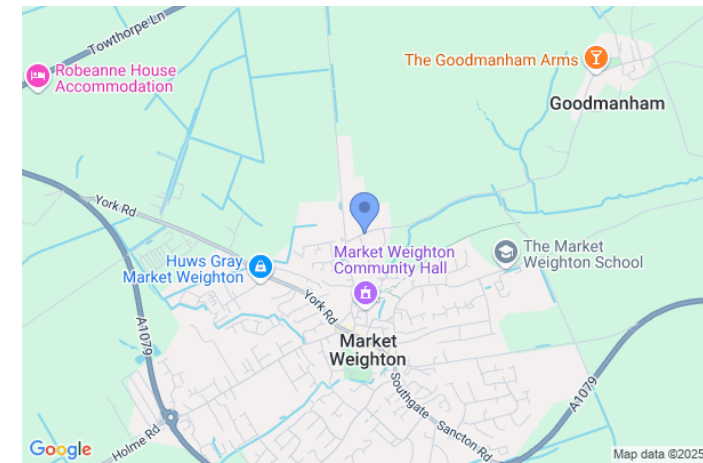 Towthorpe Ln
Robeanne House
Accommodation
The Goodmanham Arms
Goodmanham
York Rd
Huws Gray
Market Weighton
Market Weighton
Community Hall
The Market
Weighton School
York Rd
A1079
Market
Weighton
A1079
Southgate
Sancton Rd
Holme Rd
Google
Map data ©2025